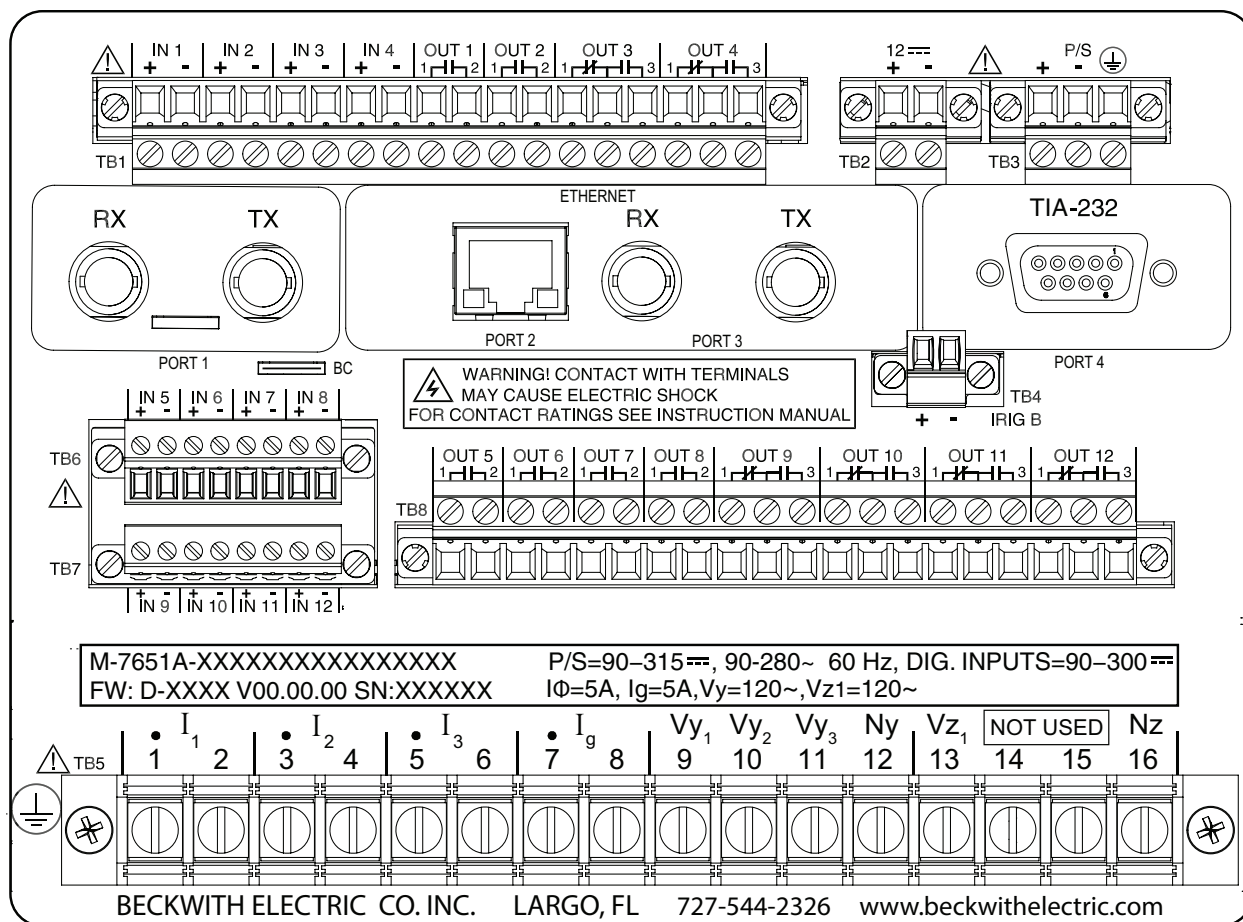 IN 1 IN 2 IN 3 IN 4 OUT 1 OUT 2 OUT 3 OUT 4
+ - + - + - + - 1 2 1 2 1 3 1 3
12 P/S
+ - + -
TB1 TB2 TB3
ETHERNET
RX TX RX TX TIA-232
1
6
PORT 1 PORT 2 PORT 3 PORT 4
BC
WARNING! CONTACT WITH TERMINALS
MAY CAUSE ELECTRIC SHOCK
FOR CONTACT RATINGS SEE INSTRUCTION MANUAL
TB4
+ - IRIG B
IN 5 IN 6 IN 7 IN 8
+ - + - + - + -
TB6
TB7
+ - + - + - + -
IN 9 IN 10 IN 11 IN 12
OUT 5 OUT 6 OUT 7 OUT 8 OUT 9 OUT 10 OUT 11 OUT 12
1 2 1 2 1 2 1 2 1 3 1 3 1 3 1 3
TB8
M-7651A-XXXXXXXXXXXXXXXX P/S=90–315⎓, 90-280~ 60 Hz, DIG. INPUTS=90–300⎓
FW: D-XXXX V00.00.00 SN:XXXXXX IΦ=5A, Ig=5A,Vy=120~,Vz1=120~
• I1 • I2 • I3 • Ig Vy1 Vy2 Vy3 Ny Vz1 NOT USED Nz
TB5 1 2 3 4 5 6 7 8 9 10 11 12 13 14 15 16
BECKWITH ELECTRIC CO. INC. LARGO, FL 727-544-2326 www.beckwithelectric.com